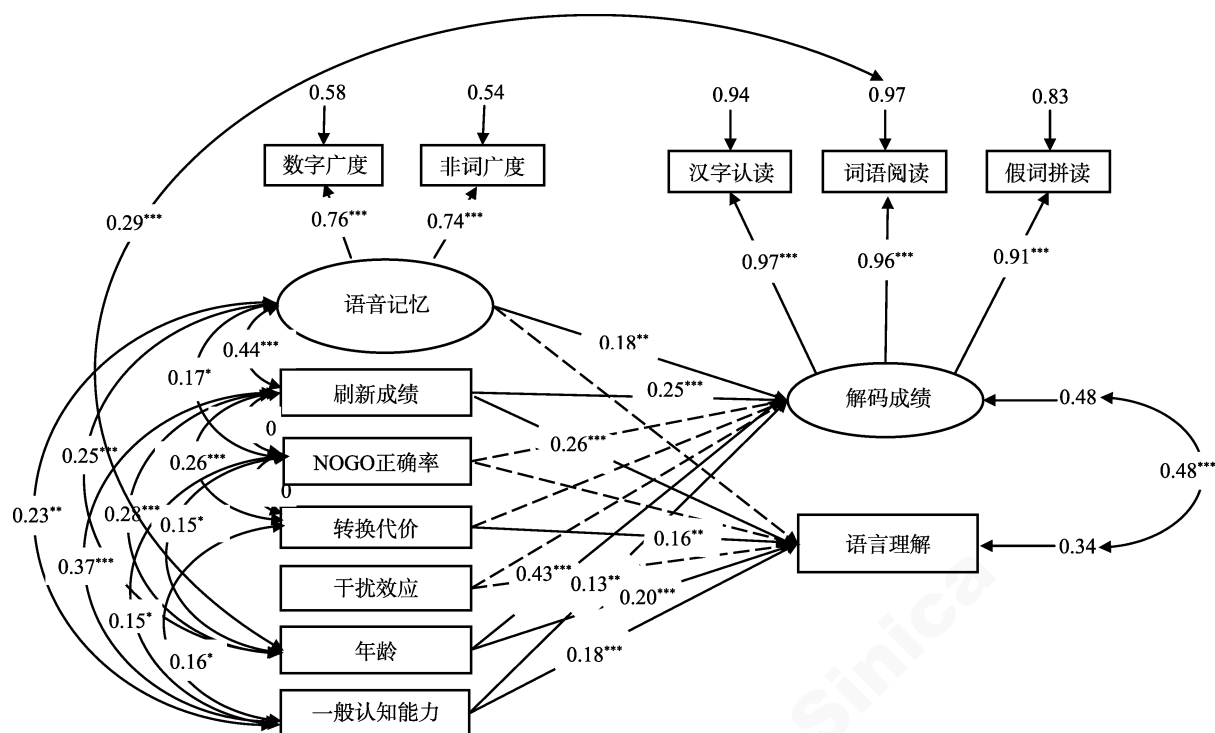 0.58
0.54
0.94
0.97
0.83
数字广度
非词广度
汉字认读
词语阅读
假词拼读
0.29***
0.76***
0.74***
0.97***
0.96***
0.91***
语音记忆
0.44***
0.18**
0.17*
刷新成绩
0.25***
解码成绩
0.48
0
0.25***
0.26***
NOGO正确率
0.26***
0.48***
0
0.23**
0.28***
0.15*
转换代价
0.16**
语言理解
0.34
0.37***
干扰效应
0.43***
0.13**
0.20***
0.15*
年龄
0.16*
0.18***
一般认知能力
Sinica